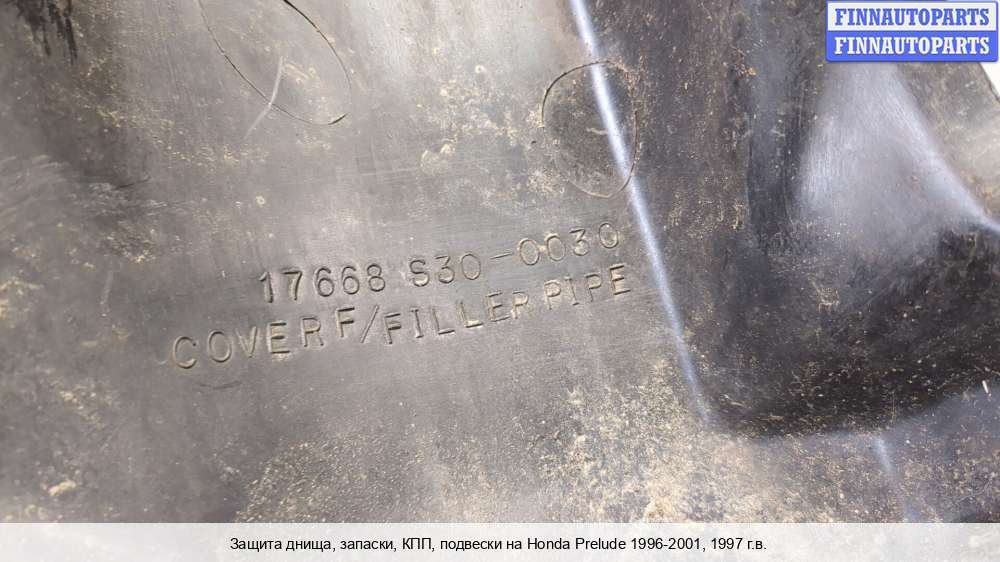 FINNAUTOPARTS
FINNAUTOPARTS
17668 S30-0030
COVER F/FILLER PIPE
Защита днища, запаски, КПП, подвески на Honda Prelude 1996-2001, 1997 г.в.